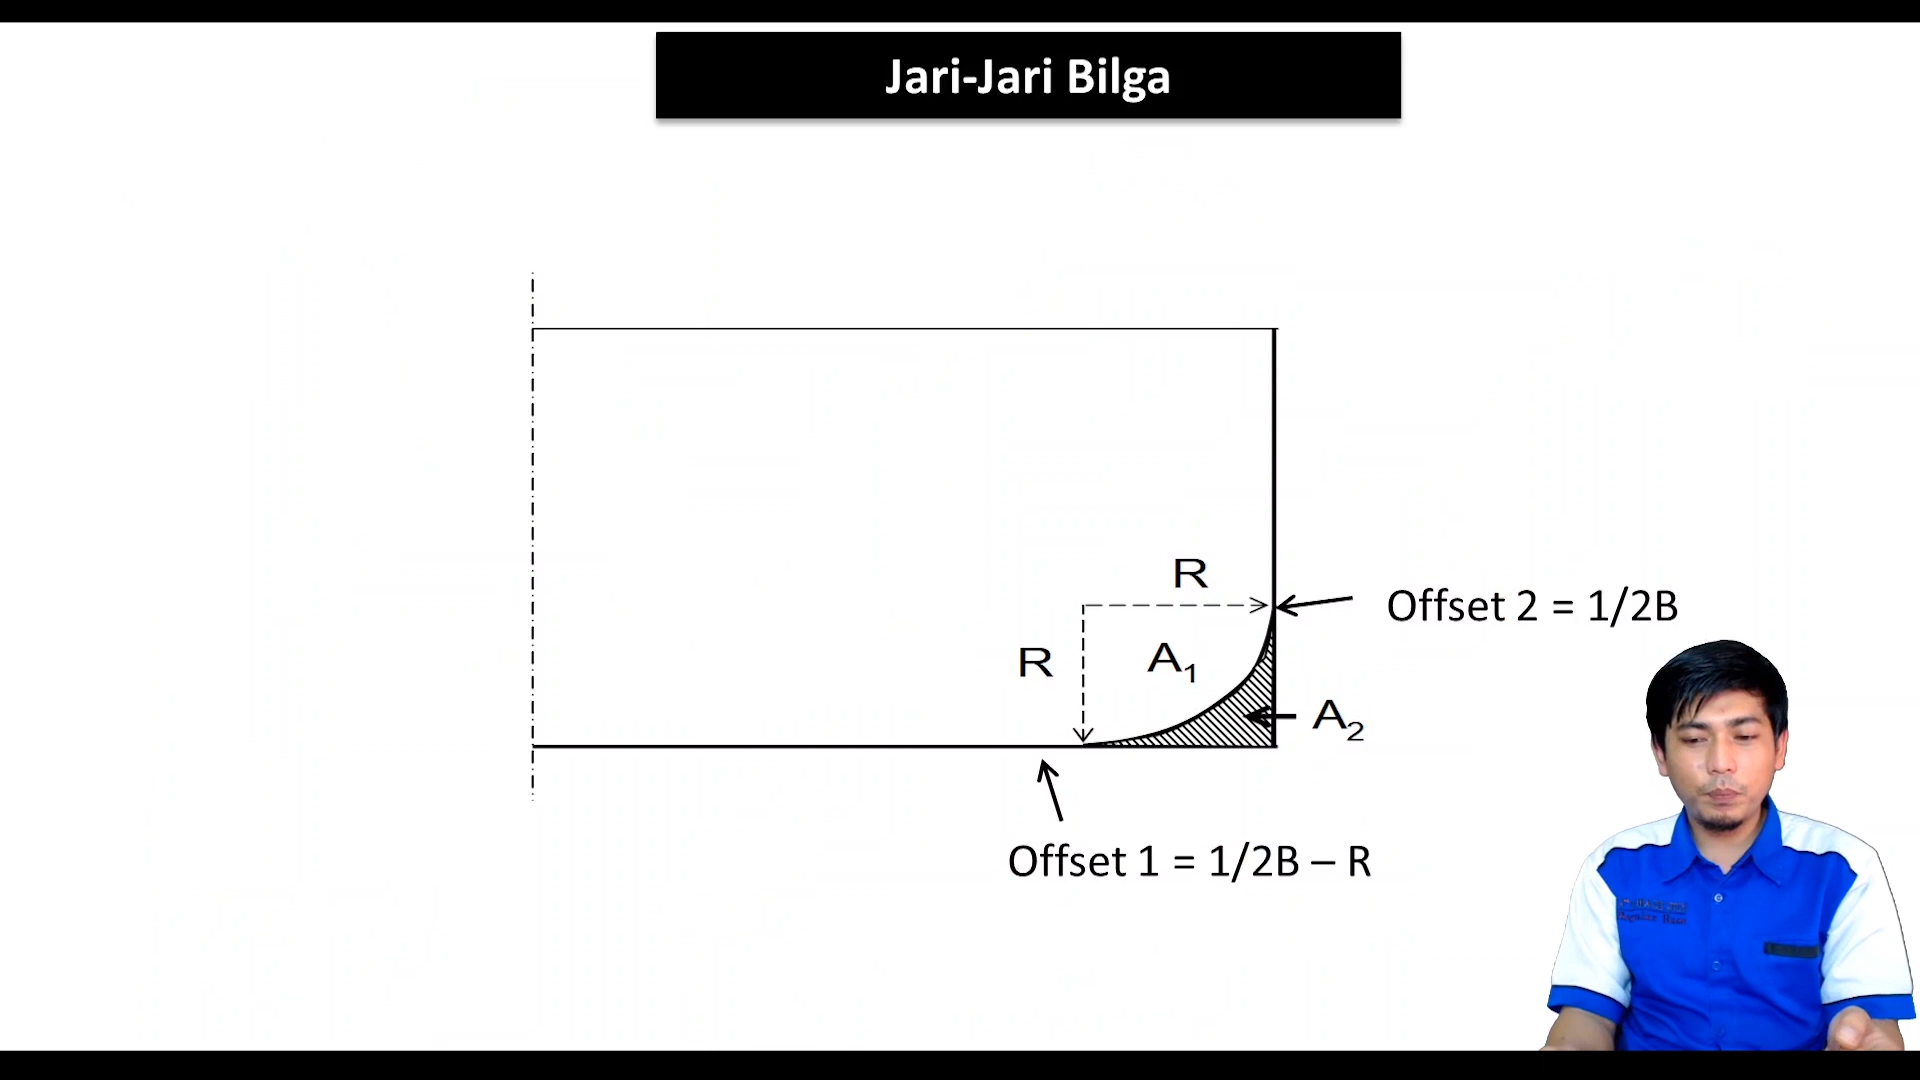 Jari-Jari Bilga
R
Offset 2 = 1/2B
R
A1
A2
Offset 1 = 1/2B – R